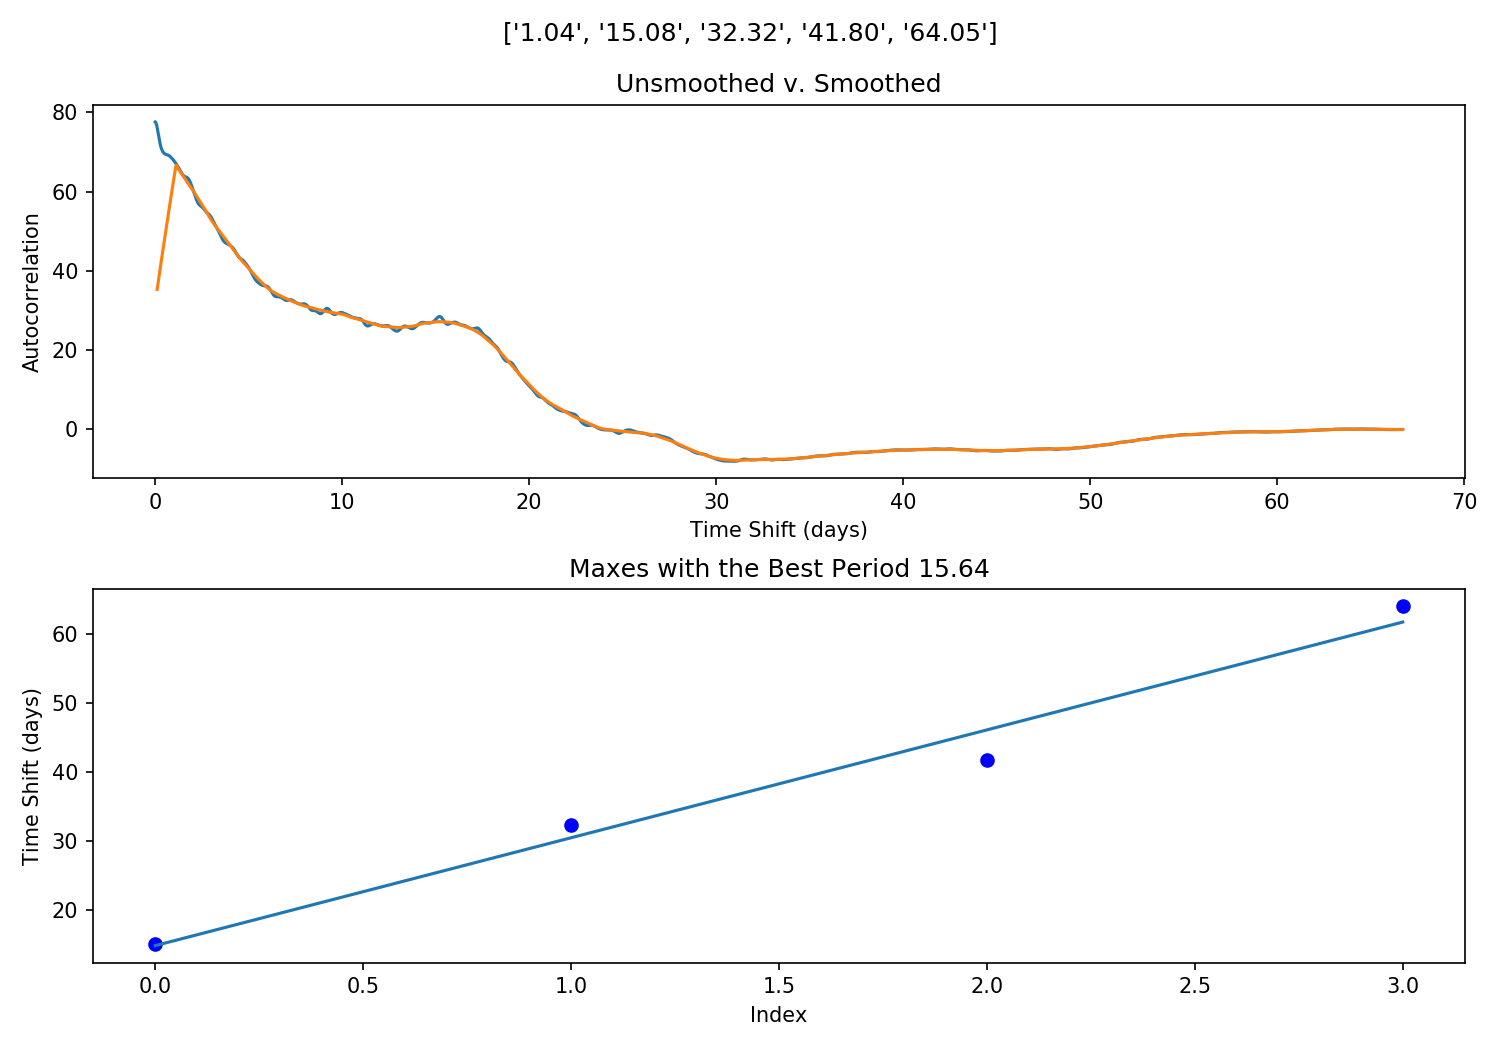 ['1.04', '15.08', '32.32', '41.80', '64.05']
Unsmoothed v. Smoothed
80
60
40
20
0
Autocorrelation
0 10 20 30 40 50 60 70
Time Shift (days)
Maxes with the Best Period 15.64
60
50
40
30
20
Time Shift (days)
0.0 0.5 1.0 1.5 2.0 2.5 3.0
Index